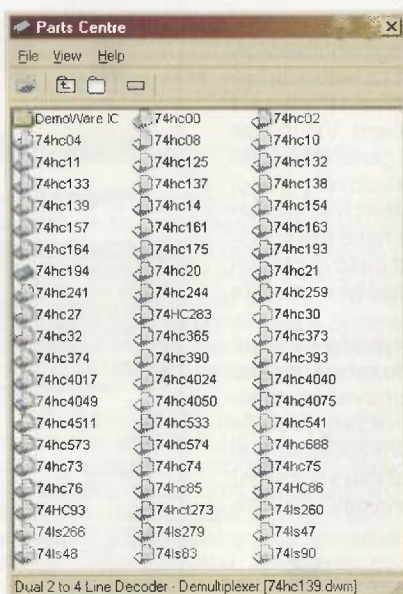 Parts Centre
File View Help
DemoWare IC 74hc00 74hc02
74hc04 74hc08 74hc10
74hc11 74hc125 74hc132
74hc133 74hc137 74hc138
74hc139 74hc14 74hc154
74hc157 74hc161 74hc163
74hc164 74hc175 74hc193
74hc194 74hc20 74hc21
74hc241 74hc244 74hc259
74hc27 74HC283 74hc30
74hc32 74hc365 74hc373
74hc374 74hc390 74hc393
74hc4017 74hc4024 74hc4040
74hc4049 74hc4050 74hc4075
74hc4511 74hc533 74hc541
74hc573 74hc574 74hc688
74hc73 74hc74 74hc75
74hc76 74hc85 74HC86
74HC93 74hct273 74ls260
74ls266 74ls279 74ls47
74ls48 74ls83 74ls90
Dual 2 to 4 Line Decoder - Demultiplexer [74hc139.dwm]